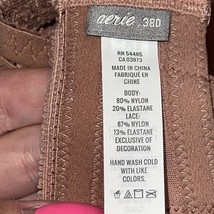 aerie. 38D
RN 54485
CA 03873
MADE IN CHINA
FABRIQUÉ EN
CHINE
BODY:
80% NYLON
20% ELASTANE
LACE:
87% NYLON
13% ELASTANE
EXCLUSIVE OF
DECORATION
HAND WASH COLD
WITH LIKE
COLORS,